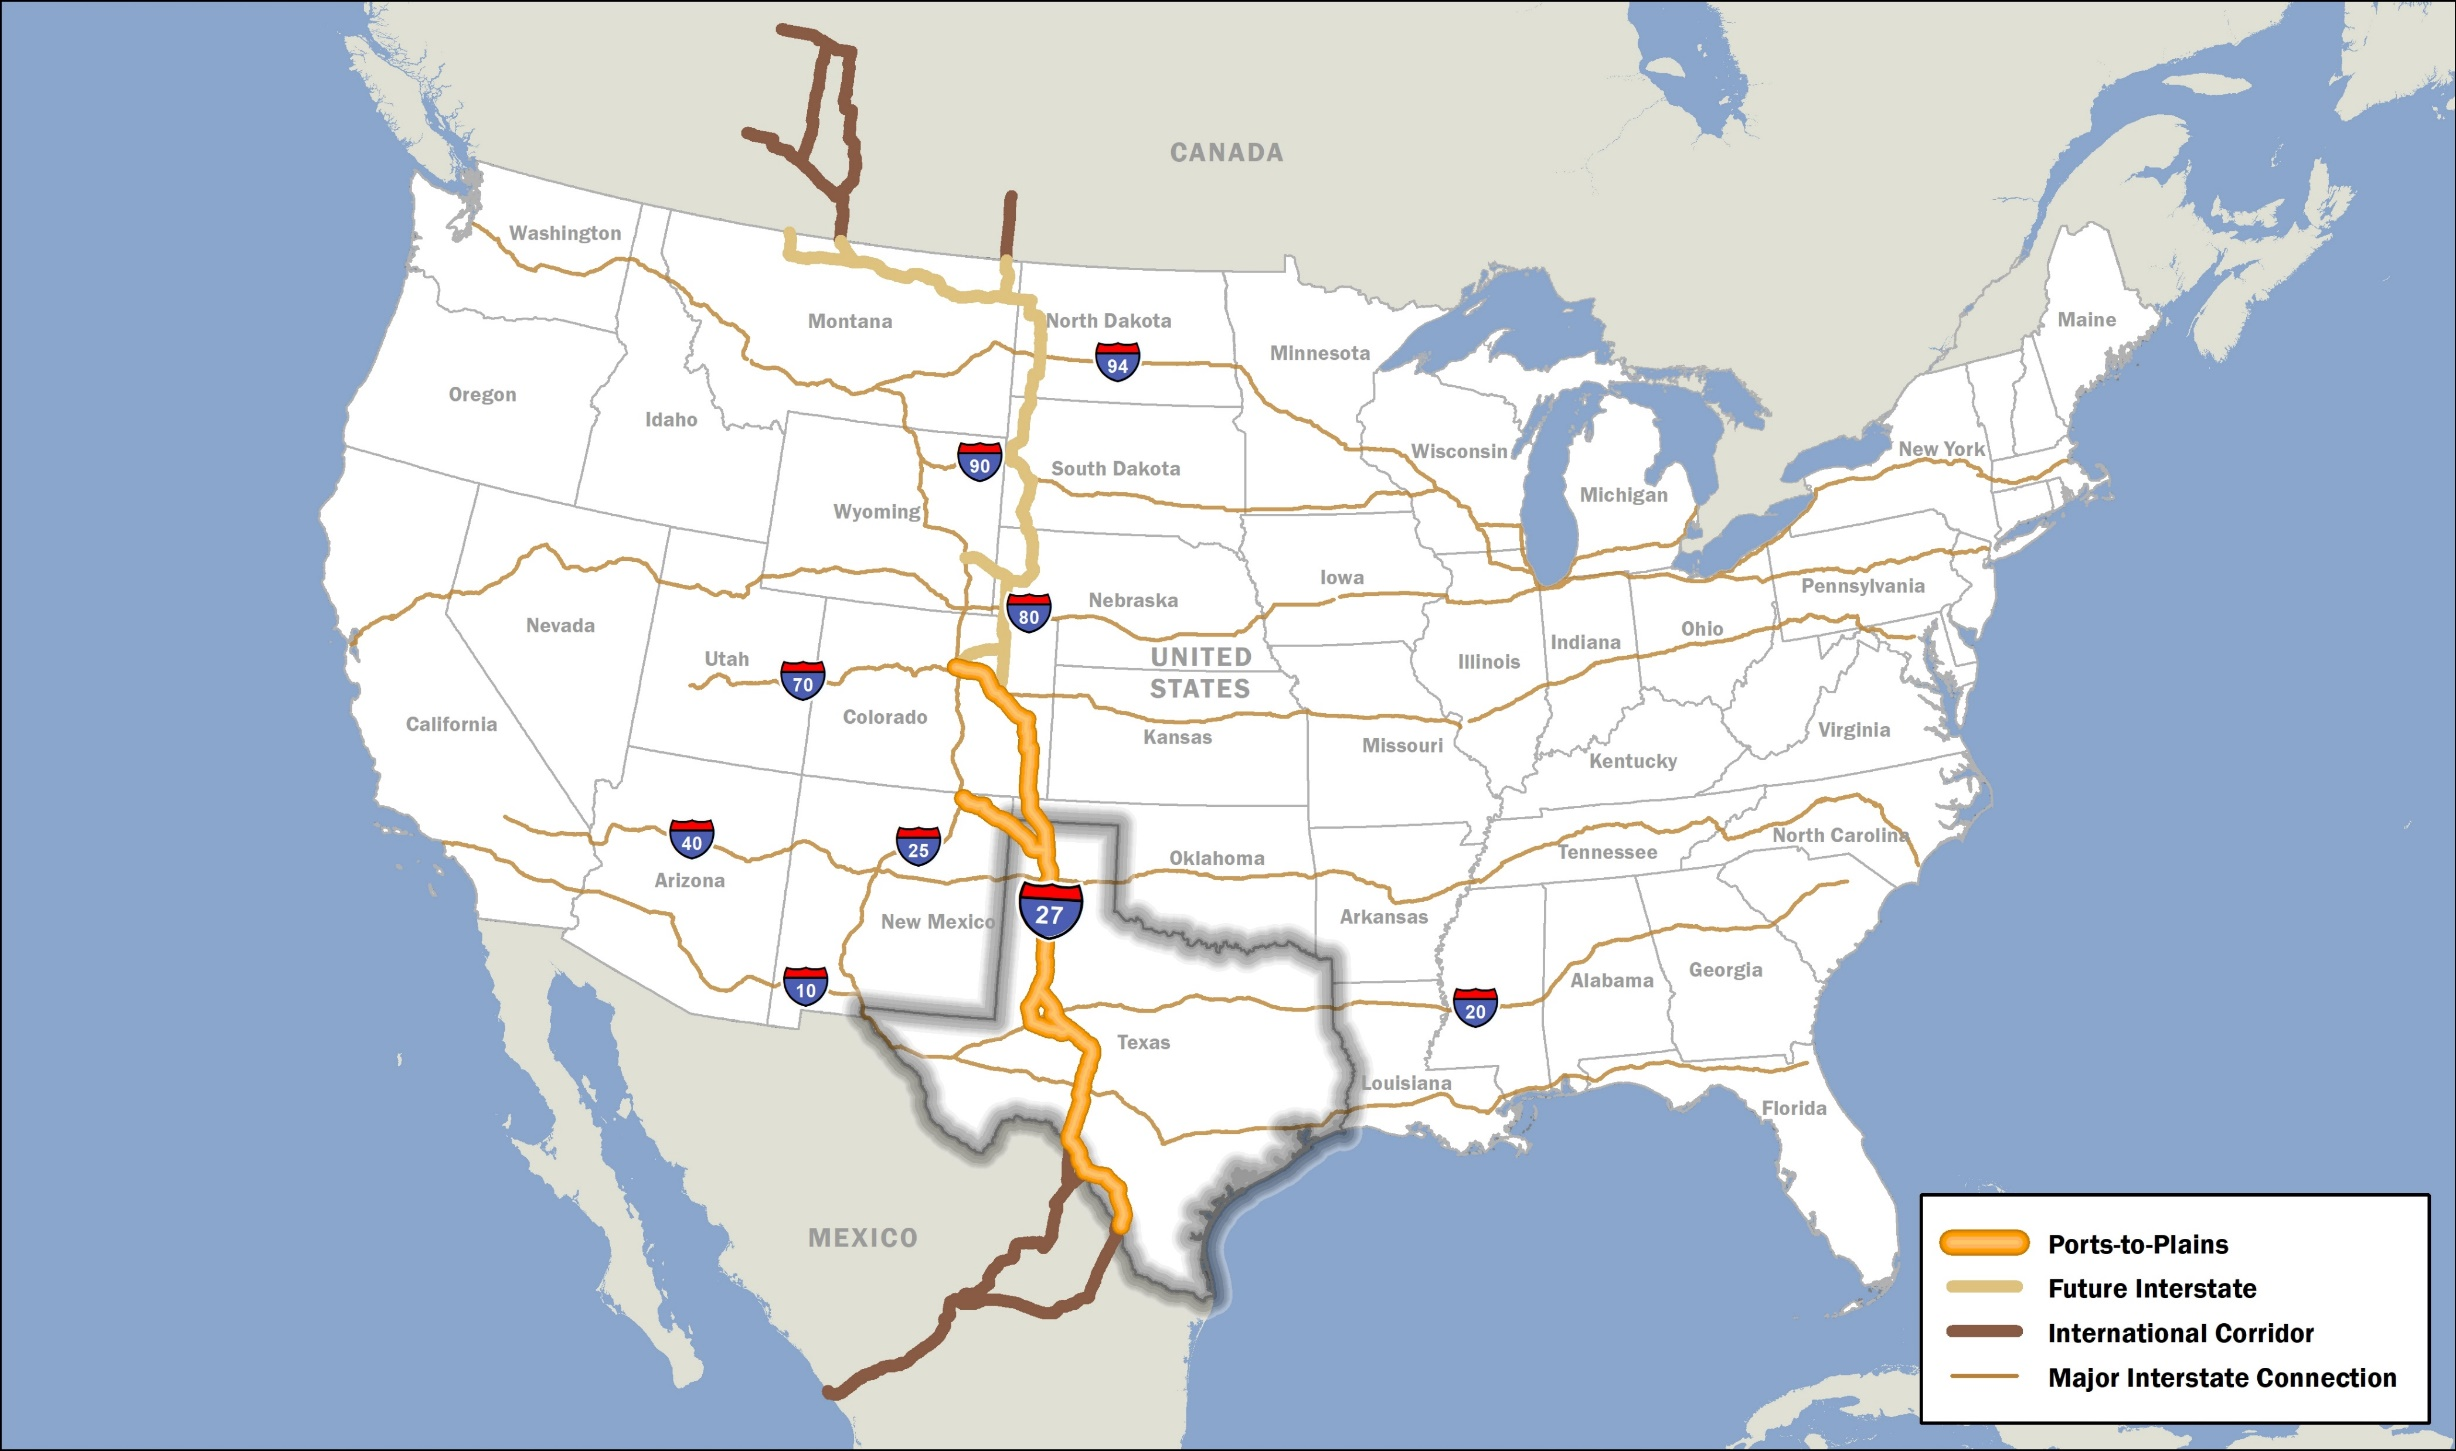 CANADA
Washington
Maine
Montana
North Dakota
MInnesota
94
Oregon
Idaho
New York
Wisconsin
90
South Dakota
Michigan
Wyoming
Iowa
Pennsylvania
Nebraska
80
Nevada
Ohio
Indiana
Utah
UNITED
STATES
Illinois
70
Colorado
California
Kansas
Missouri
Virginia
Kentucky
40
25
Oklahoma
Tennessee
North Carolina
Arizona
27
New Mexico
Arkansas
10
Alabama
Georgia
20
Texas
Louisiana
Florida
MEXICO
Ports-to-Plains
Future Interstate
International Corridor
Major Interstate Connection